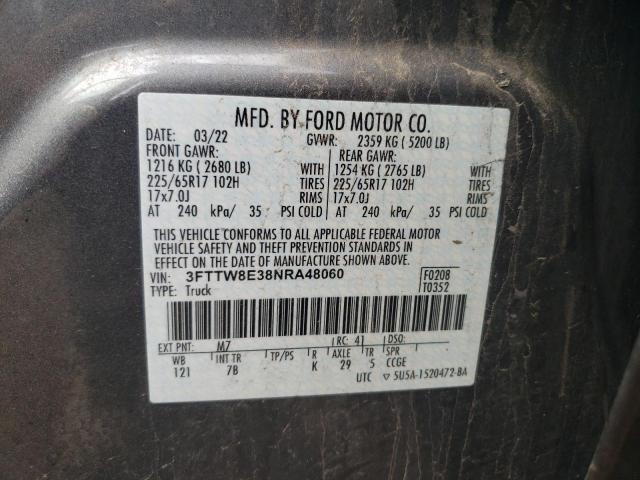 MFD. BY FORD MOTOR CO.
DATE: 03/22 GVWR: 2359 KG ( 5200 LB)
FRONT GAWR: REAR GAWR:
1216 KG ( 2680 LB) WITH 1254 KG ( 2765 LB) WITH
225/65R17 102H TIRES 225/65R17 102H TIRES
17x7.0J RIMS 17x7.0J RIMS
AT 240 kPa/ 35 PSI COLD AT 240 kPa/ 35 PSI COLD
THIS VEHICLE CONFORMS TO ALL APPLICABLE FEDERAL MOTOR
VEHICLE SAFETY AND THEFT PREVENTION STANDARDS IN
EFFECT ON THE DATE OF MANUFACTURE SHOWN ABOVE.
VIN: 3FTTW8E38NRA48060 F0208
TYPE: Truck T0352
EXT PNT: M7 RC: 41 DSO:
WB INT TR TP/PS R AXLE TR SPR
121 7B K 29 5 CCGE
UTC ▽ 5U5A-1520472-BA